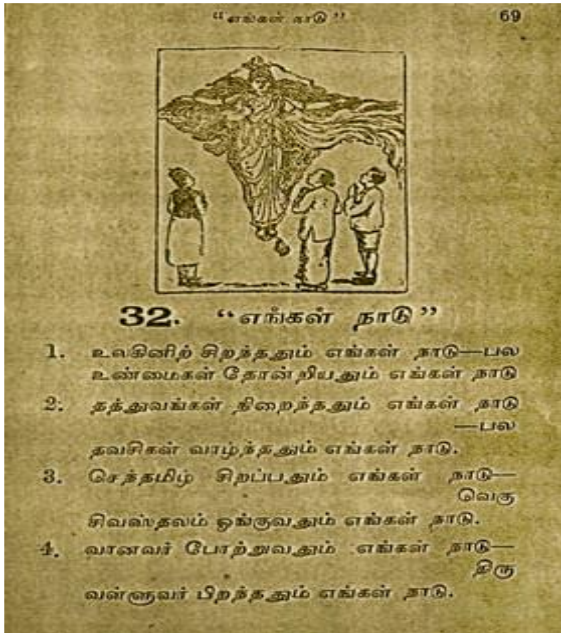 “எங்கள் நாடு” 69
32. “எங்கள் நாடு”
1. உலகினிற் சிறந்ததும் எங்கள் நாடு—பல
உண்மைகள் தோன்றியதும் எங்கள் நாடு
2. தத்துவங்கள் நிறைந்ததும் எங்கள் நாடு
—பல
தவசிகள் வாழ்ந்ததும் எங்கள் நாடு.
3. செந்தமிழ் சிறப்பதும் எங்கள் நாடு—
வெகு
சிவஸ்தலம் ஓங்குவதும் எங்கள் நாடு.
4. வானவர் போற்றுவதும் எங்கள் நாடு—
திரு
வள்ளுவர் பிறந்ததும் எங்கள் நாடு.